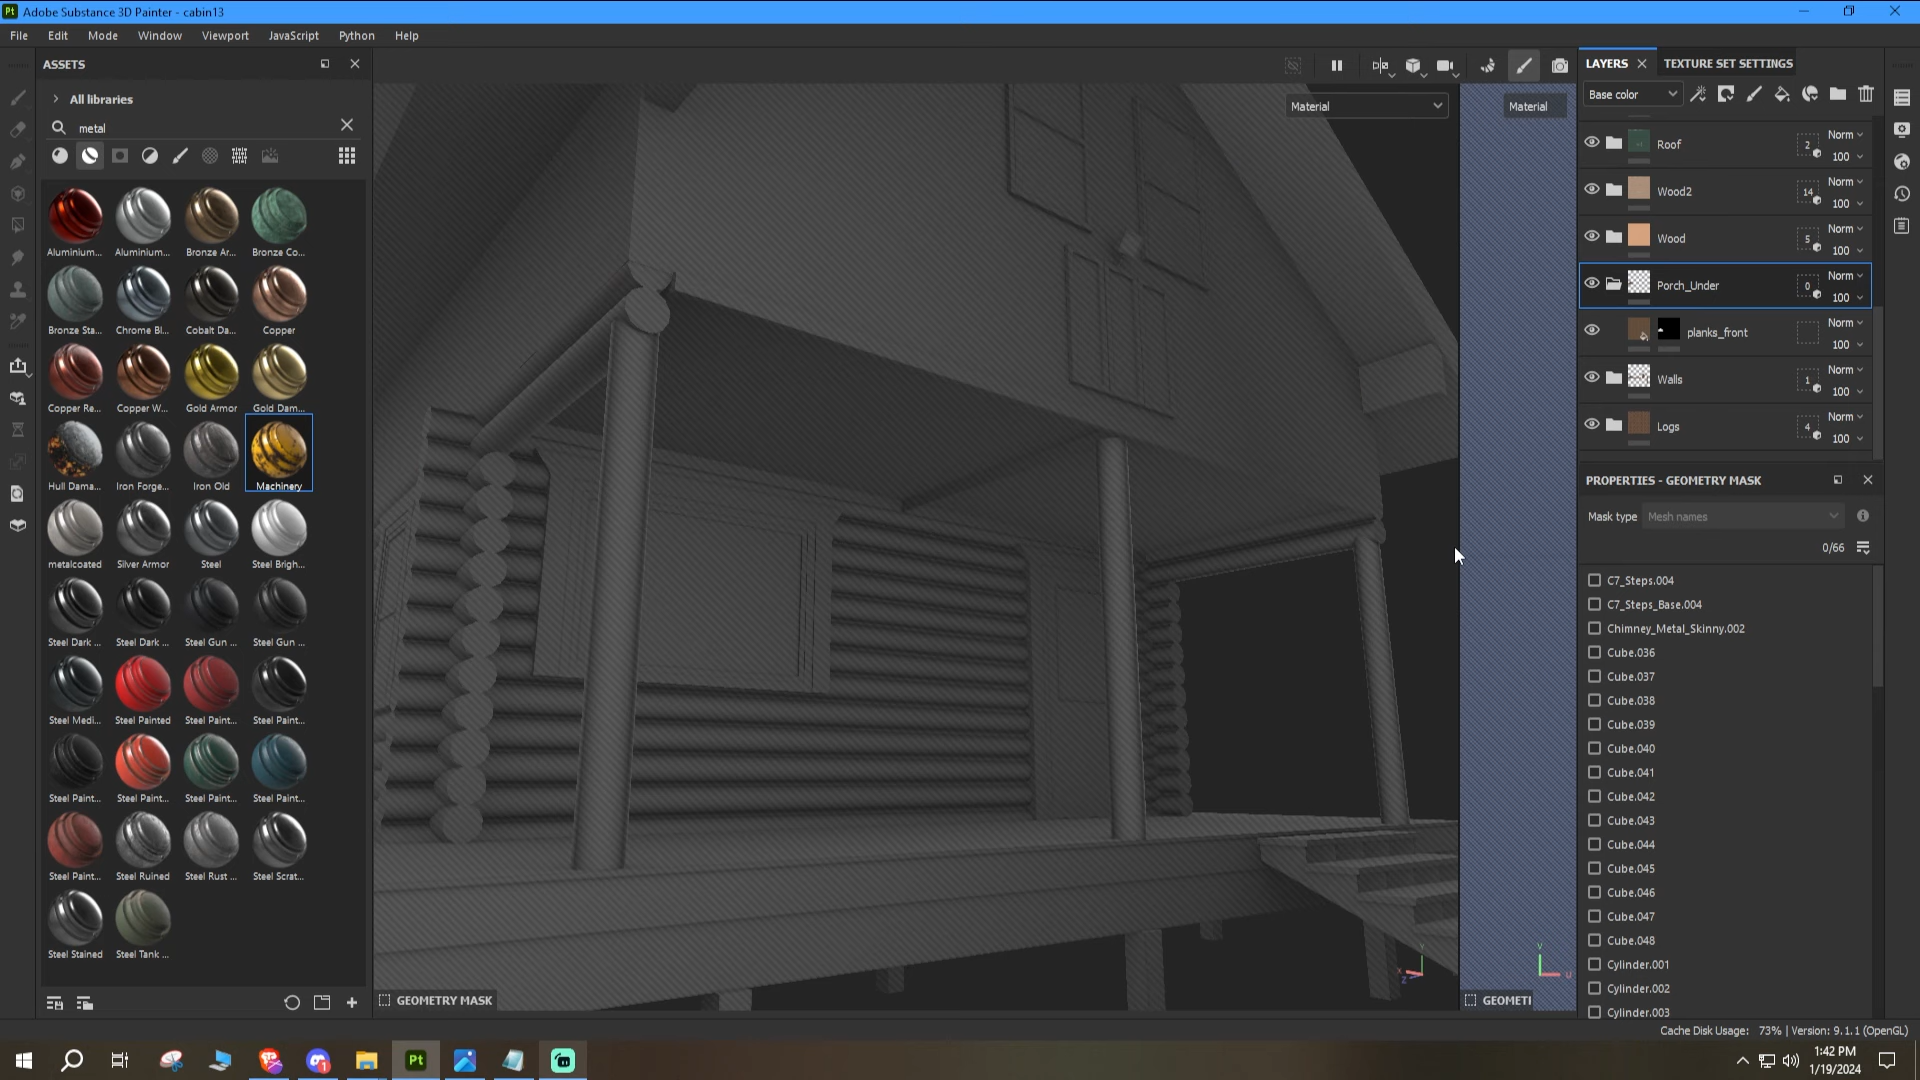 Pt Adobe Substance 3D Painter - cabin13
File Edit Mode Window Viewport JavaScript Python Help
ASSETS
All libraries
metal
Aluminium... Aluminium... Bronze Ar... Bronze Co...
Bronze Sta... Chrome Bl... Cobalt Da... Copper
Copper Re... Copper W... Gold Armor Gold Dam...
Hull Dama... Iron Forge... Iron Old Machinery
metalcoated Silver Armor Steel Steel Brigh...
Steel Dark ... Steel Dark ... Steel Gun ... Steel Gun ...
Steel Medi... Steel Painted Steel Paint... Steel Paint...
Steel Paint... Steel Paint... Steel Paint... Steel Paint...
Steel Paint... Steel Ruined Steel Rust ... Steel Scrat...
Steel Stained Steel Tank ...
Material
Material
GEOMETRY MASK
GEOMETI
Y
X
Z
V
U
LAYERS TEXTURE SET SETTINGS
Base color
Roof 2 Norm 100
Wood2 14 Norm 100
Wood 5 Norm 100
Porch_Under 0 Norm 100
planks_front Norm 100
Walls 1 Norm 100
Logs 4 Norm 100
PROPERTIES - GEOMETRY MASK
Mask type Mesh names
0/66
C7_Steps.004
C7_Steps_Base.004
Chimney_Metal_Skinny.002
Cube.036
Cube.037
Cube.038
Cube.039
Cube.040
Cube.041
Cube.042
Cube.043
Cube.044
Cube.045
Cube.046
Cube.047
Cube.048
Cylinder.001
Cylinder.002
Cylinder.003
Cache Disk Usage: 73% | Version: 9.1.1 (OpenGL)
1
Pt
1:42 PM
1/19/2024